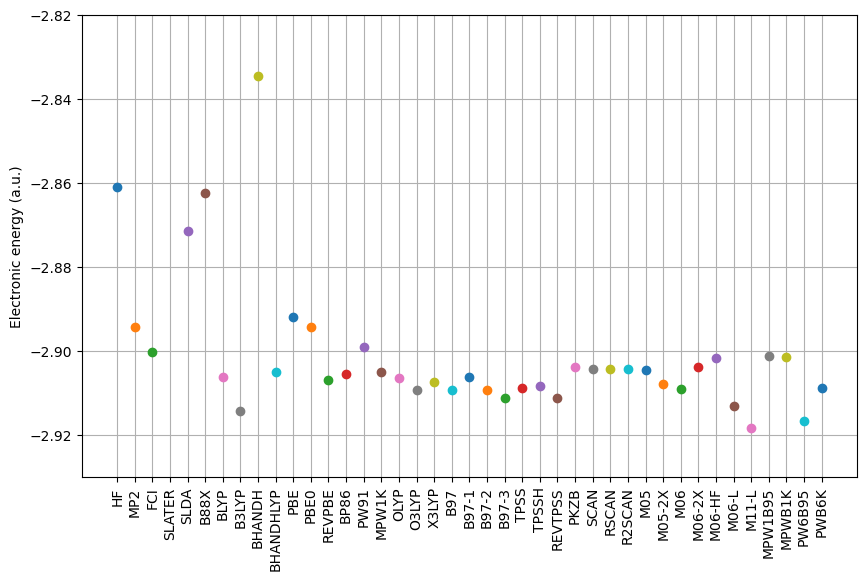 −2.82
−2.84
−2.86
−2.88
−2.90
−2.92
Electronic energy (a.u.)
HF
MP2
FCI
SLATER
SLDA
B88X
BLYP
B3LYP
BHANDH
BHANDHLYP
PBE
PBE0
REVPBE
BP86
PW91
MPW1K
OLYP
O3LYP
X3LYP
B97
B97-1
B97-2
B97-3
TPSS
TPSSH
REVTPSS
PKZB
SCAN
RSCAN
R2SCAN
M05
M05-2X
M06
M06-2X
M06-HF
M06-L
M11-L
MPW1B95
MPWB1K
PW6B95
PWB6K